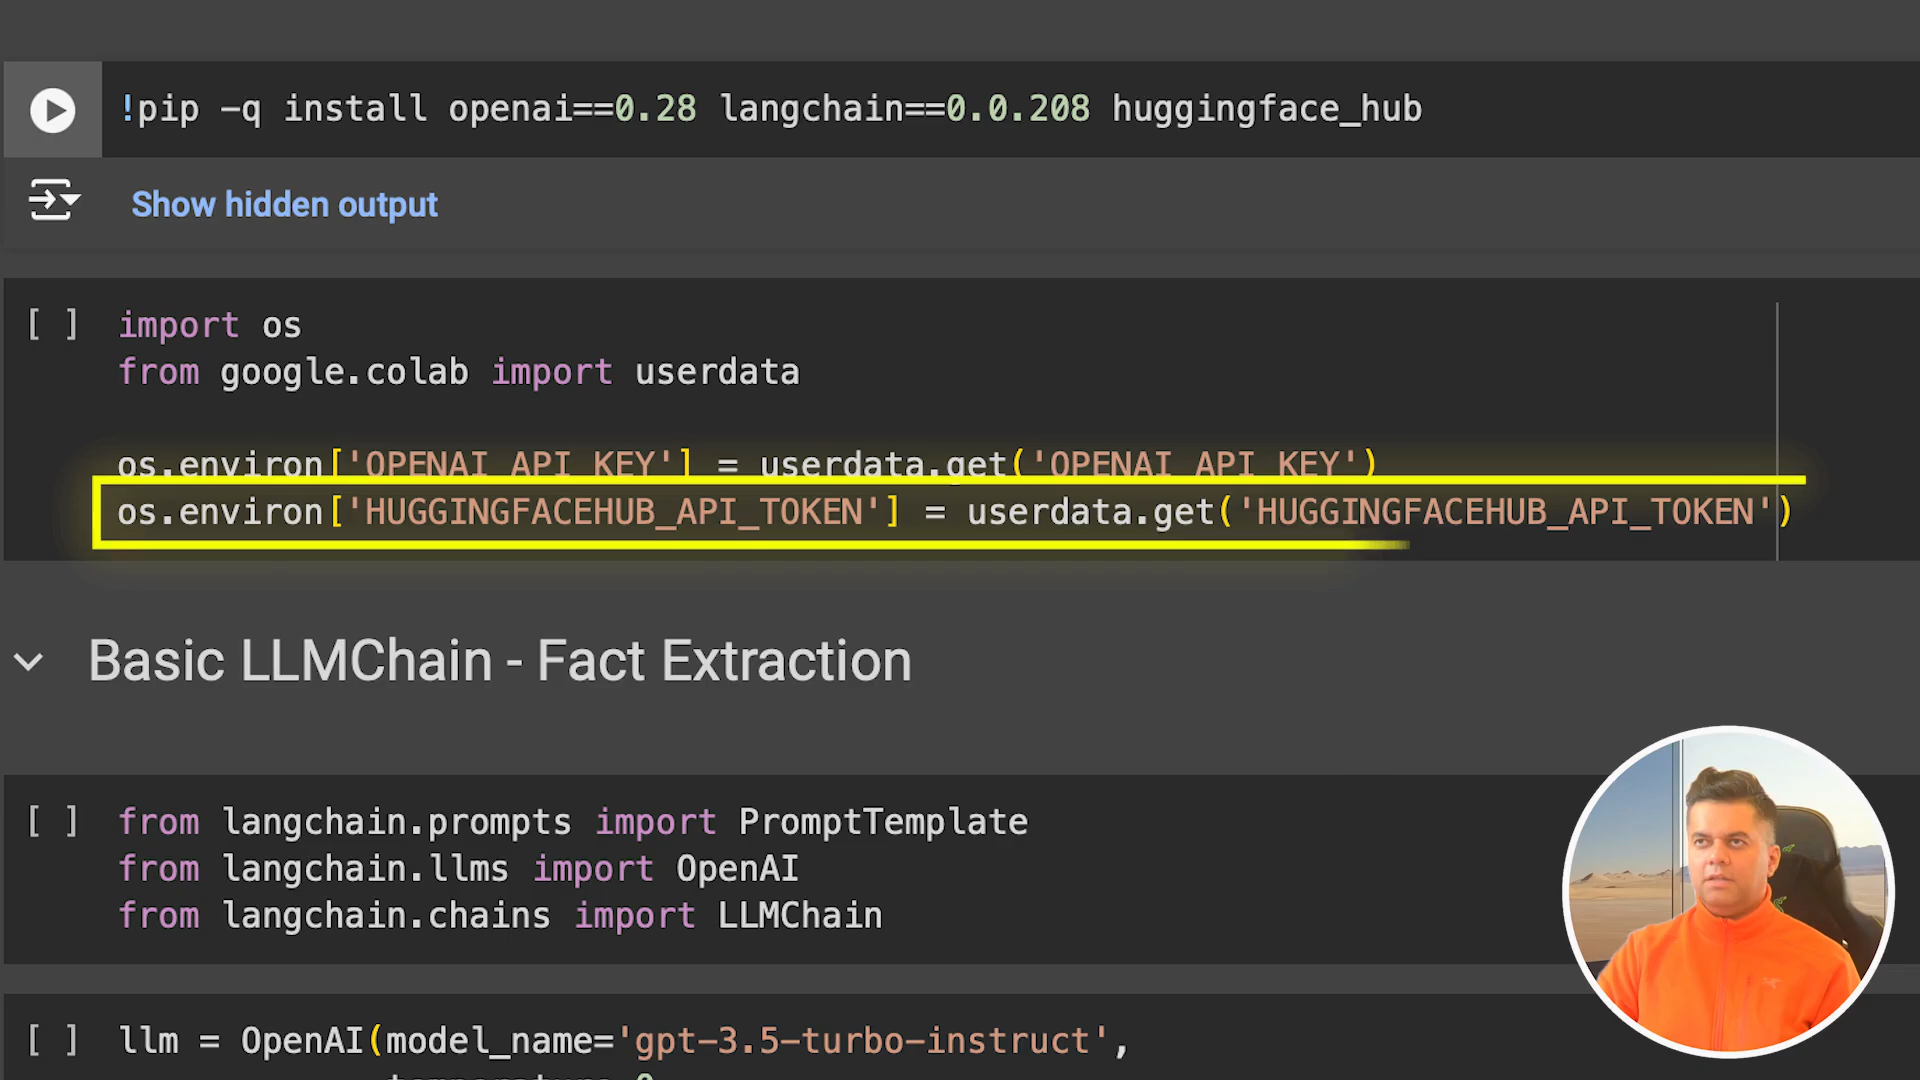 !pip -q install openai==0.28 langchain==0.0.208 huggingface_hub
Show hidden output
[ ] import os
from google.colab import userdata
os.environ['OPENAI_API_KEY'] = userdata.get('OPENAI_API_KEY')
os.environ['HUGGINGFACEHUB_API_TOKEN'] = userdata.get('HUGGINGFACEHUB_API_TOKEN')
Basic LLMChain - Fact Extraction
[ ] from langchain.prompts import PromptTemplate
from langchain.llms import OpenAI
from langchain.chains import LLMChain
[ ] llm = OpenAI(model_name='gpt-3.5-turbo-instruct',